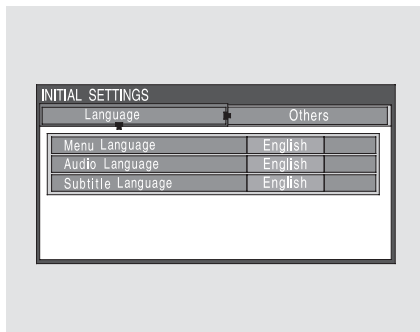 INITIAL SETTINGS
Language Others
Menu Language English
Audio Language English
Subtitle Language English